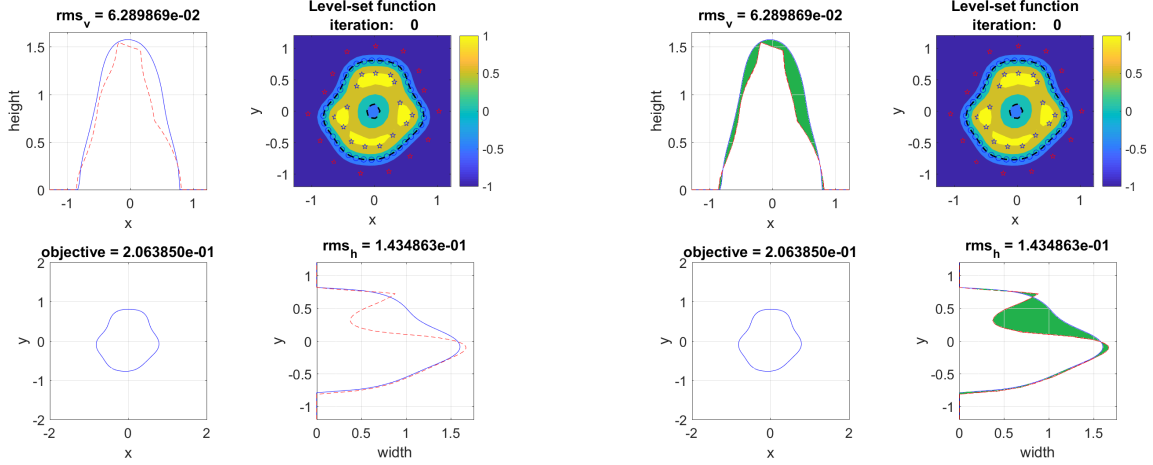 rms_v = 6.289869e-02
height
1.5
1
0.5
0
-1
0
1
x
Level-set function
iteration: 0
y
1
0.5
0
-0.5
-1
-1
0
1
x
1
0.5
0
-0.5
-1
rms_v = 6.289869e-02
height
1.5
1
0.5
0
-1
0
1
x
Level-set function
iteration: 0
y
1
0.5
0
-0.5
-1
-1
0
1
x
1
0.5
0
-0.5
-1
objective = 2.063850e-01
y
2
1
0
-1
-2
-2
0
2
x
rms_h = 1.434863e-01
y
1
0.5
0
-0.5
-1
0
0.5
1
1.5
width
objective = 2.063850e-01
y
2
1
0
-1
-2
-2
0
2
x
rms_h = 1.434863e-01
y
1
0.5
0
-0.5
-1
0
0.5
1
1.5
width